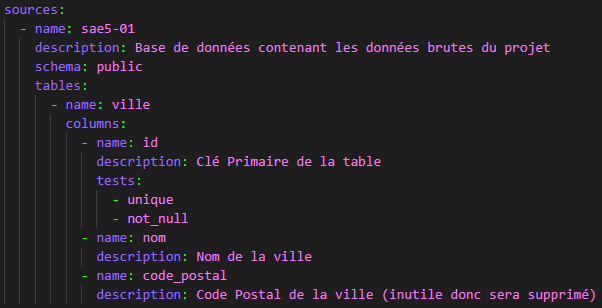 sources:
  - name: sae5-01
    description: Base de données contenant les données brutes du projet
    schema: public
    tables:
      - name: ville
        columns:
          - name: id
            description: Clé Primaire de la table
            tests:
              - unique
              - not_null
          - name: nom
            description: Nom de la ville
          - name: code_postal
            description: Code Postal de la ville (inutile donc sera supprimé)